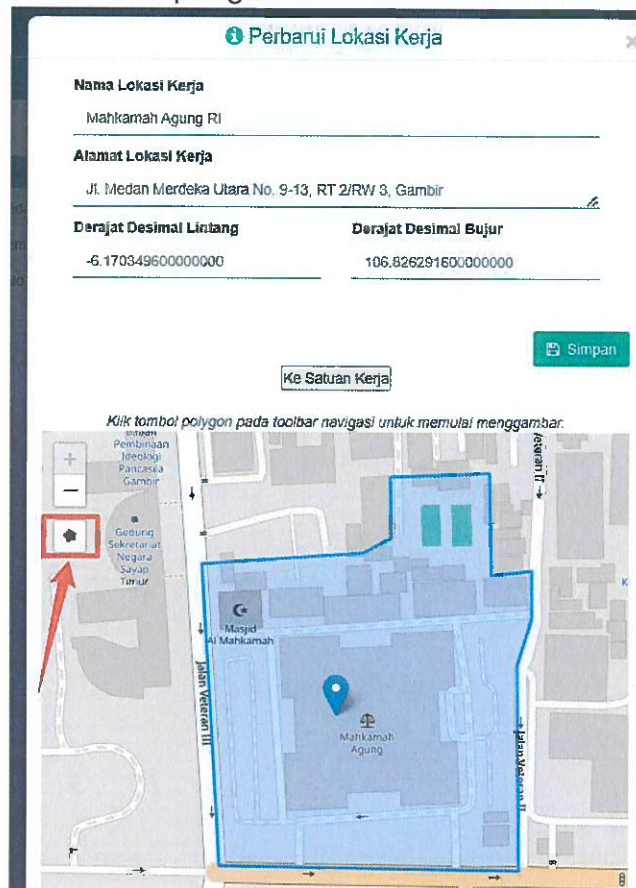 Perbarui Lokasi Kerja
Nama Lokasi Kerja
Mahkamah Agung RI
Alamat Lokasi Kerja
Jl. Medan Merdeka Utara No. 9-13, RT 2/RW 3, Gambir
Derajat Desimal Lintang
Derajat Desimal Bujur
-6.170349600000000
106.826291600000000
Simpan
Ke Satuan Kerja
Klik tombol polygon pada toolbar navigasi untuk memulai menggambar.
Pembinaan
Ideologi
Pancasila
Gambir
Gedung
Sekretariat
Negara
Sayap
Timur
Masjid
Al Mahkamah
Jalan Veteran III
Mahkamah
Agung
Veteran II
Jalan Veteran II